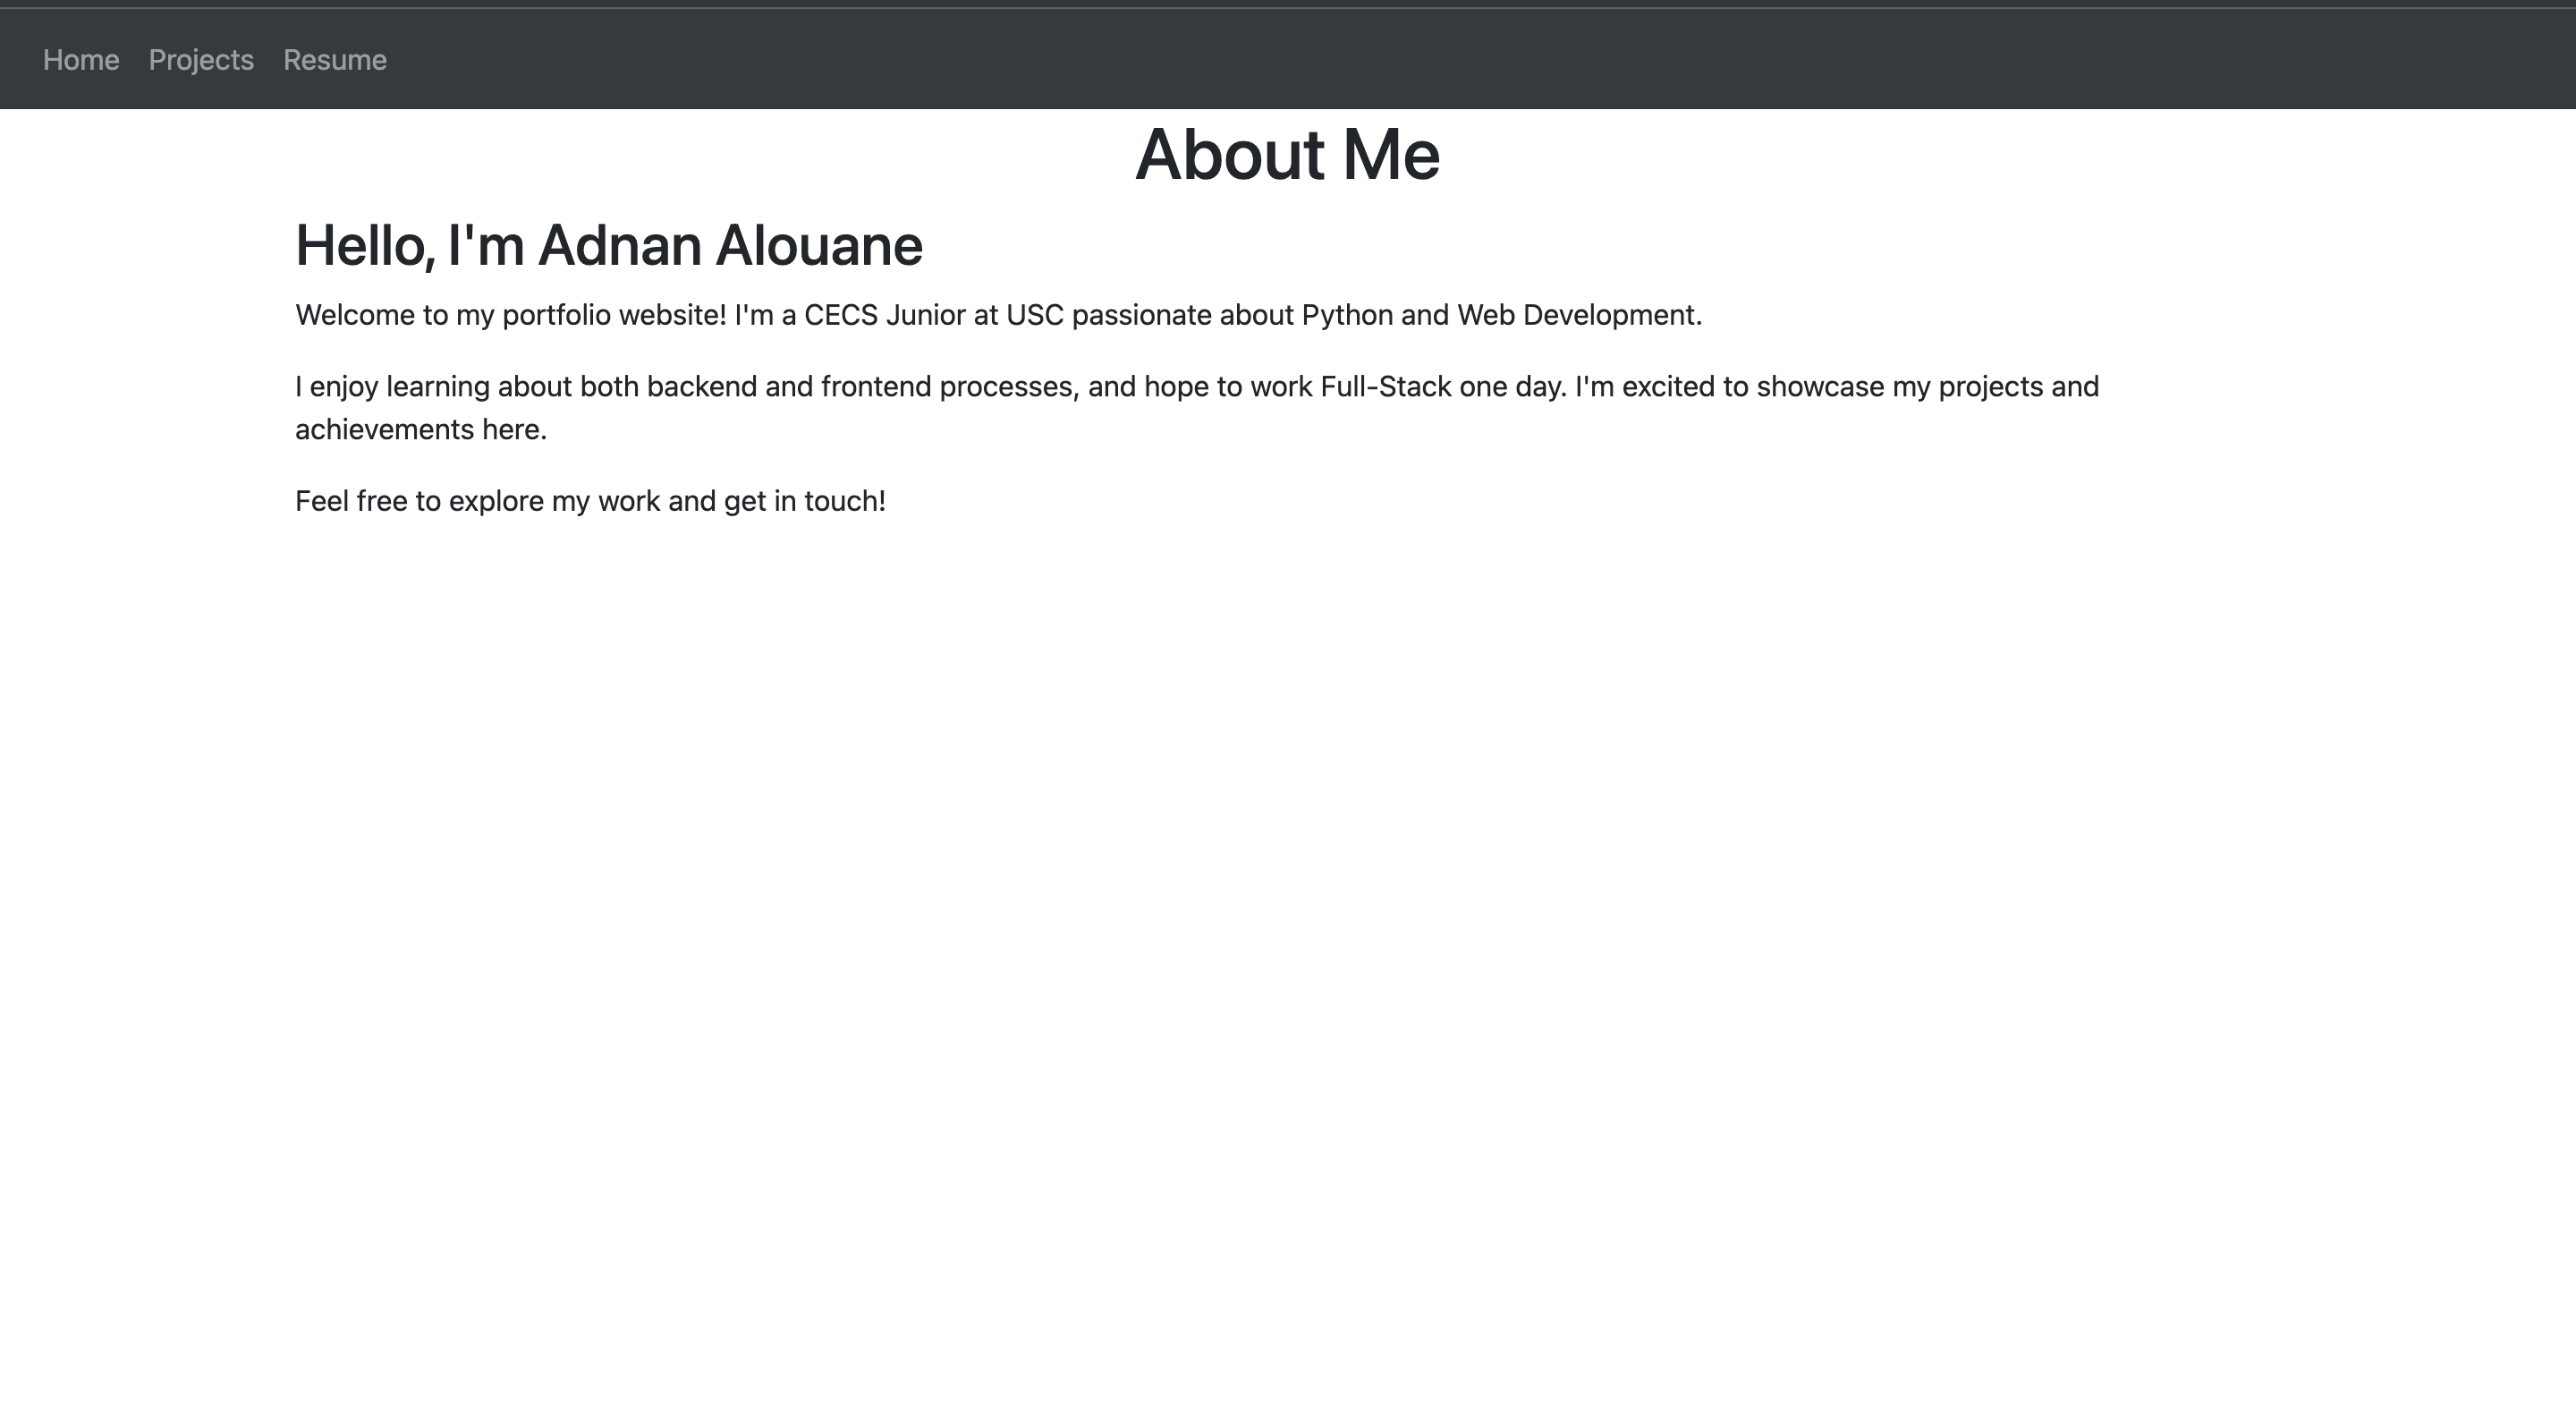 Home Projects Resume
About Me
Hello, I'm Adnan Alouane
Welcome to my portfolio website! I'm a CECS Junior at USC passionate about Python and Web Development.
I enjoy learning about both backend and frontend processes, and hope to work Full-Stack one day. I'm excited to showcase my projects and
achievements here.
Feel free to explore my work and get in touch!